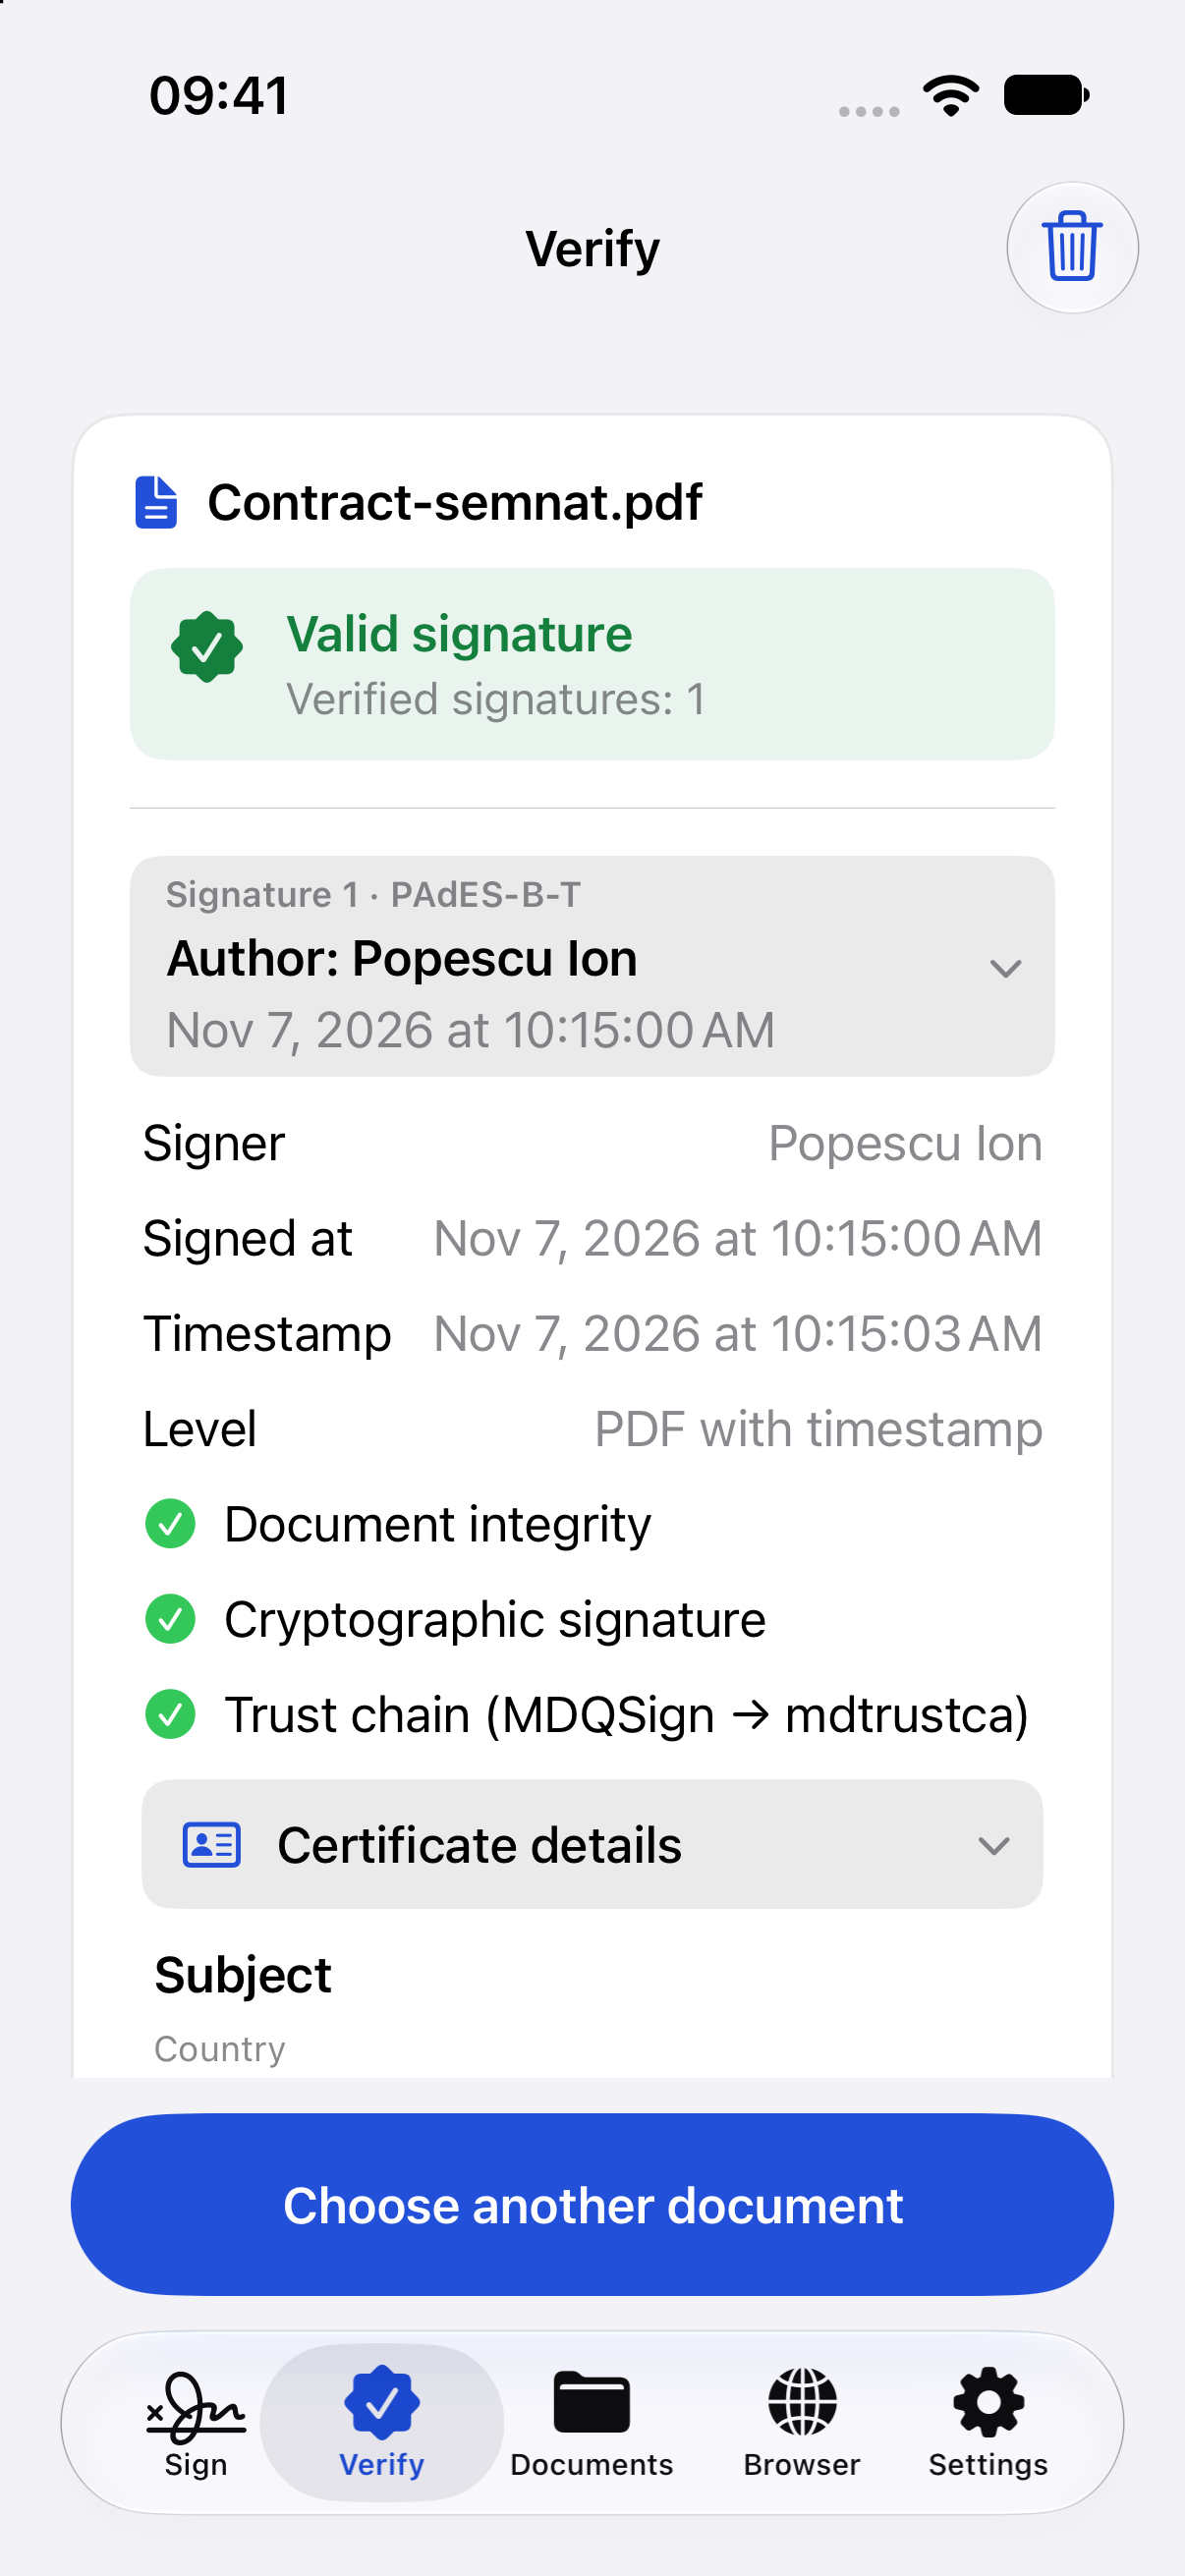 09:41
Verify
Contract-semnat.pdf
Valid signature
Verified signatures: 1
Signature 1 · PAdES-B-T
Author: Popescu Ion
Nov 7, 2026 at 10:15:00 AM
Signer Popescu Ion
Signed at Nov 7, 2026 at 10:15:00 AM
Timestamp Nov 7, 2026 at 10:15:03 AM
Level PDF with timestamp
Document integrity
Cryptographic signature
Trust chain (MDQSign → mdtrustca)
Certificate details
Subject
Country
Choose another document
Sign Verify Documents Browser Settings